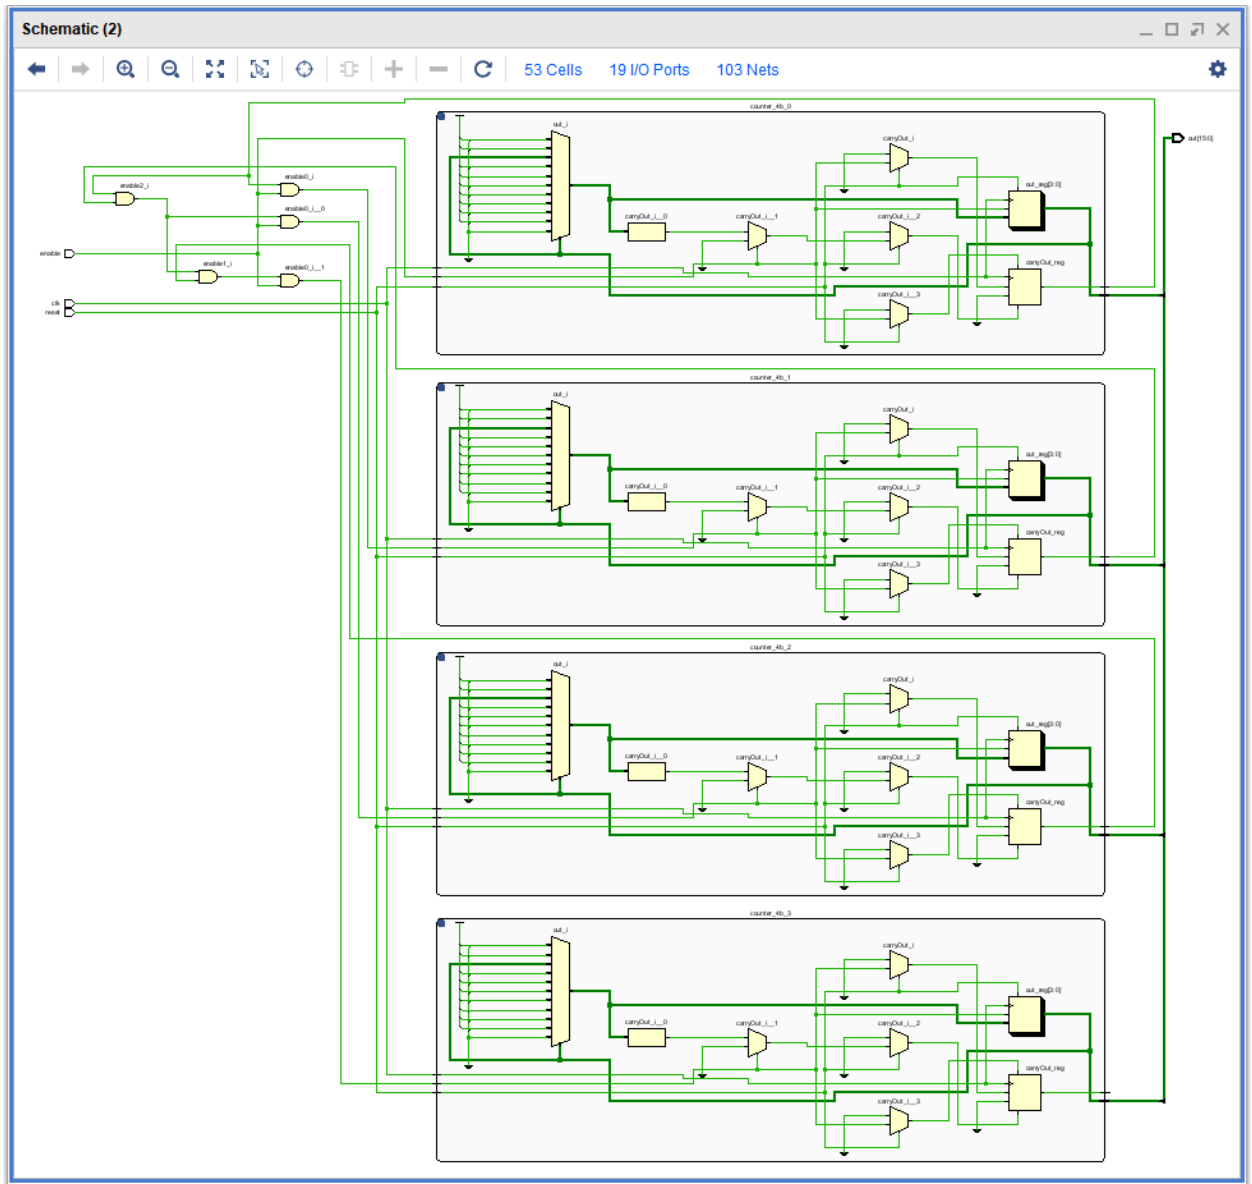 Schematic (2)
53 Cells 19 I/O Ports 103 Nets
counter_4b_0
out_i
carryOut_i
out[15:0]
enable2_i
enable0_i
out_reg[3:0]
enable0_i__0
carryOut_i__0
carryOut_i__1
carryOut_i__2
enable
enable1_i
enable0_i__1
carryOut_reg
clk
carryOut_i__3
reset
counter_4b_1
out_i
carryOut_i
out_reg[3:0]
carryOut_i__0
carryOut_i__1
carryOut_i__2
carryOut_reg
carryOut_i__3
counter_4b_2
out_i
carryOut_i
out_reg[3:0]
carryOut_i__0
carryOut_i__1
carryOut_i__2
carryOut_reg
carryOut_i__3
counter_4b_3
out_i
carryOut_i
out_reg[3:0]
carryOut_i__0
carryOut_i__1
carryOut_i__2
carryOut_reg
carryOut_i__3